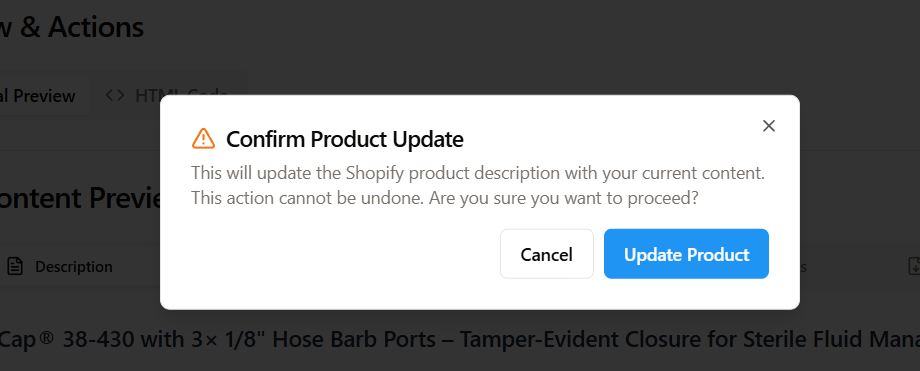 w & Actions
al Preview
HTML Code
Confirm Product Update
This will update the Shopify product description with your current content.
This action cannot be undone. Are you sure you want to proceed?
ontent Previe
Cancel
Update Product
Description
s
Cap® 38-430 with 3× 1/8" Hose Barb Ports – Tamper-Evident Closure for Sterile Fluid Mana